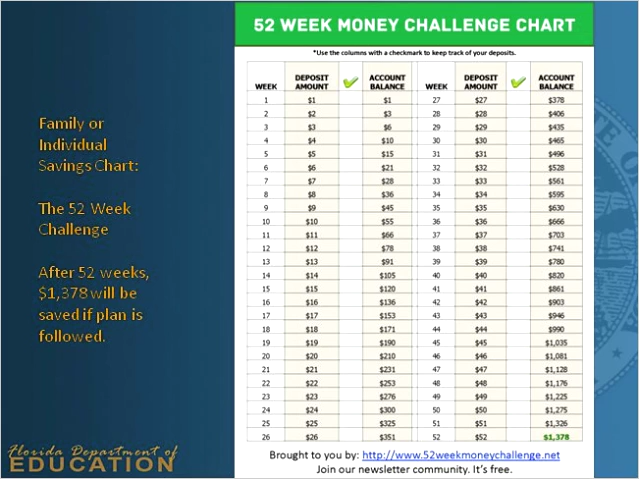 52 WEEK MONEY CHALLENGE CHART
*Use the columns with a checkmark to keep track of your deposits.
WEEK DEPOSIT AMOUNT ACCOUNT BALANCE WEEK DEPOSIT AMOUNT ACCOUNT BALANCE
1 $1 $1 27 $27 $378
2 $2 $3 28 $28 $406
3 $3 $6 29 $29 $435
4 $4 $10 30 $30 $465
5 $5 $15 31 $31 $496
6 $6 $21 32 $32 $528
7 $7 $28 33 $33 $561
8 $8 $36 34 $34 $595
9 $9 $45 35 $35 $630
10 $10 $55 36 $36 $666
11 $11 $66 37 $37 $703
12 $12 $78 38 $38 $741
13 $13 $91 39 $39 $780
14 $14 $105 40 $40 $820
15 $15 $120 41 $41 $861
16 $16 $136 42 $42 $903
17 $17 $153 43 $43 $946
18 $18 $171 44 $44 $990
19 $19 $190 45 $45 $1,035
20 $20 $210 46 $46 $1,081
21 $21 $231 47 $47 $1,128
22 $22 $253 48 $48 $1,176
23 $23 $276 49 $49 $1,225
24 $24 $300 50 $50 $1,275
25 $25 $325 51 $51 $1,326
26 $26 $351 52 $52 $1,378
Brought to you by: http://www.52weekmoneychallenge.net
Join our newsletter community. It's free.
Family or
Individual
Savings Chart:
The 52 Week
Challenge
After 52 weeks,
$1,378 will be
saved if plan is
followed.
Florida Department of
EDUCATION